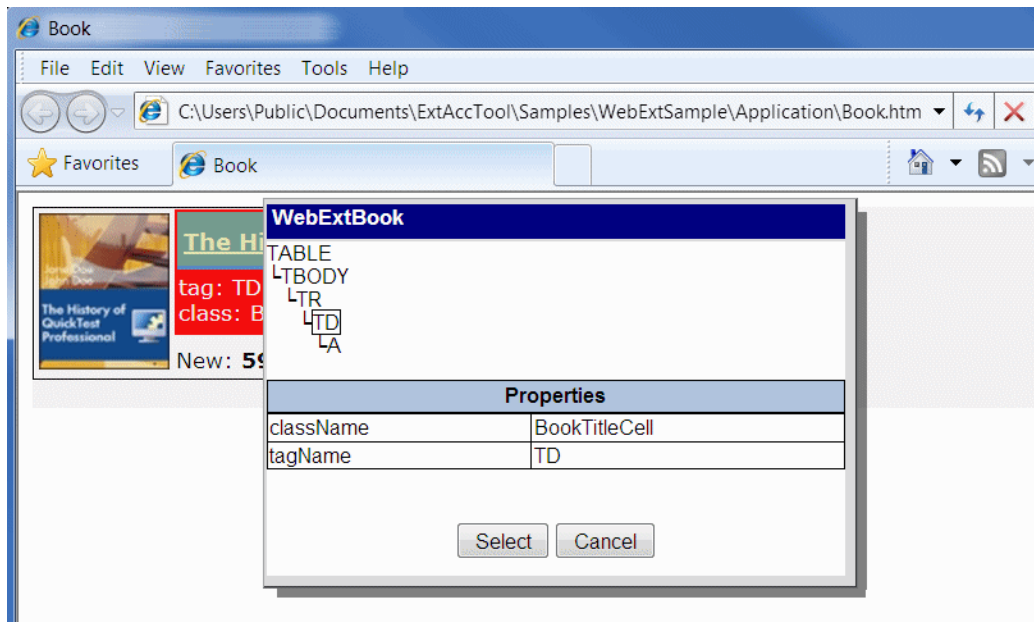 Book
File Edit View Favorites Tools Help
C:\Users\Public\Documents\ExtAccTool\Samples\WebExtSample\Application\Book.htm
Favorites Book
WebExtBook
TABLE
TBODY
TR
TD
A
Properties
className BookTitleCell
tagName TD
Select Cancel
The Hi
tag: TD
class: B
New: 59
Jane Doe
John Doe
The History of
QuickTest
Professional